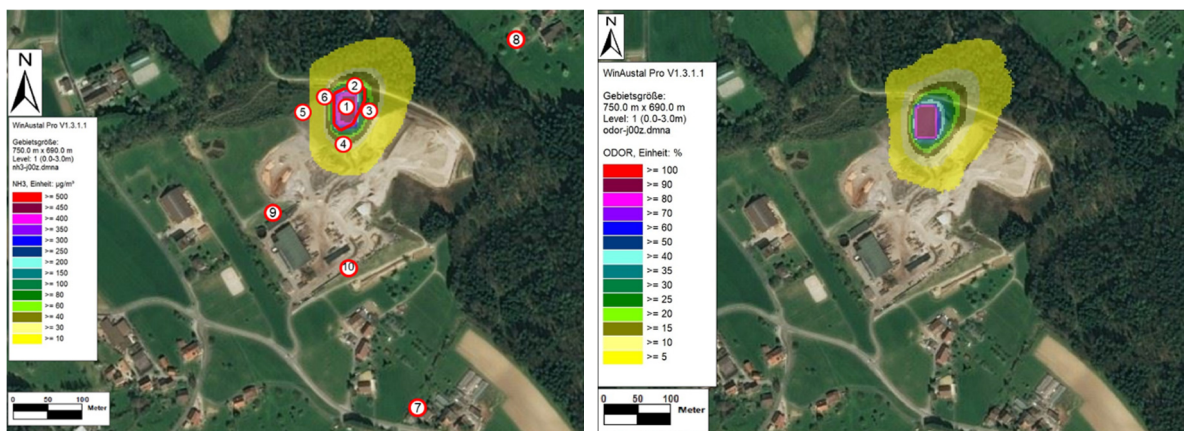 N
WinAustal Pro V1.3.1.1
Gebietsgröße:
750.0 m x 690.0 m
Level: 1 (0.0-3.0m)
nh3-j00z.dmna
NH3, Einheit: µg/m³
>= 500
>= 450
>= 400
>= 350
>= 300
>= 250
>= 200
>= 150
>= 100
>= 80
>= 60
>= 40
>= 30
>= 10
Meter
0 50 100
8
2
6
1
5
3
4
9
10
7
N
WinAustal Pro V1.3.1.1
Gebietsgröße:
750.0 m x 690.0 m
Level: 1 (0.0-3.0m)
odor-j00z.dmna
ODOR, Einheit: %
>= 100
>= 90
>= 80
>= 70
>= 60
>= 50
>= 40
>= 35
>= 30
>= 25
>= 20
>= 15
>= 10
>= 5
Meter
0 50 100